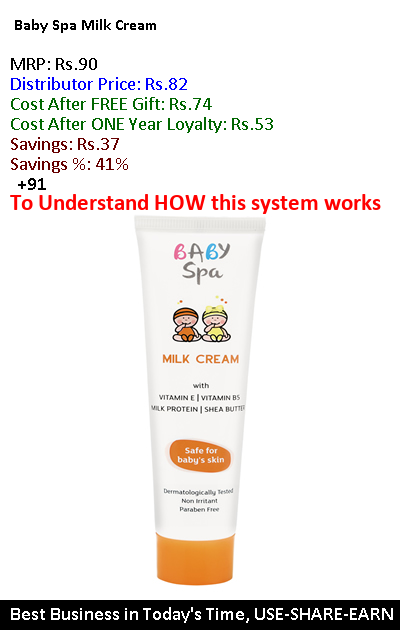 Baby Spa Milk Cream
MRP: Rs.90
Distributor Price: Rs.82
Cost After FREE Gift: Rs.74
Cost After ONE Year Loyalty: Rs.53
Savings: Rs.37
Savings %: 41%
+91
To Understand HOW this system works
BABY
Spa
MILK CREAM
with
VITAMIN E | VITAMIN B5
MILK PROTEIN | SHEA BUTTER
Safe for
baby's skin
Dermatologically Tested
Non Irritant
Paraben Free
Best Business in Today's Time, USE-SHARE-EARN